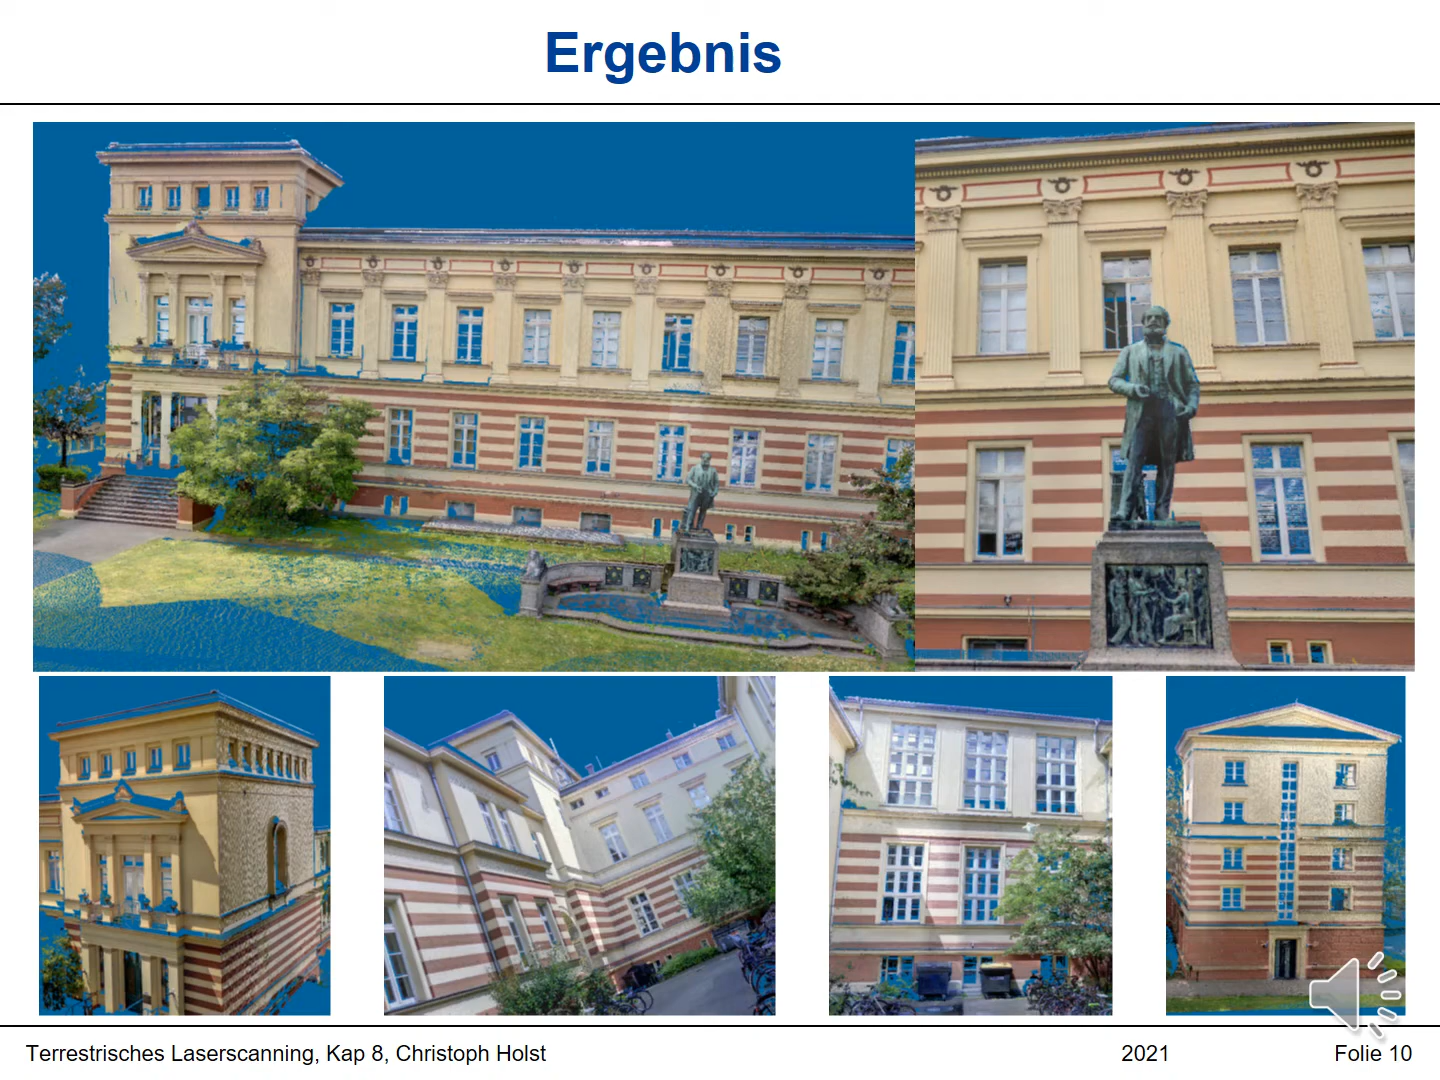 Ergebnis
Terrestrisches Laserscanning, Kap 8, Christoph Holst
2021
Folie 10